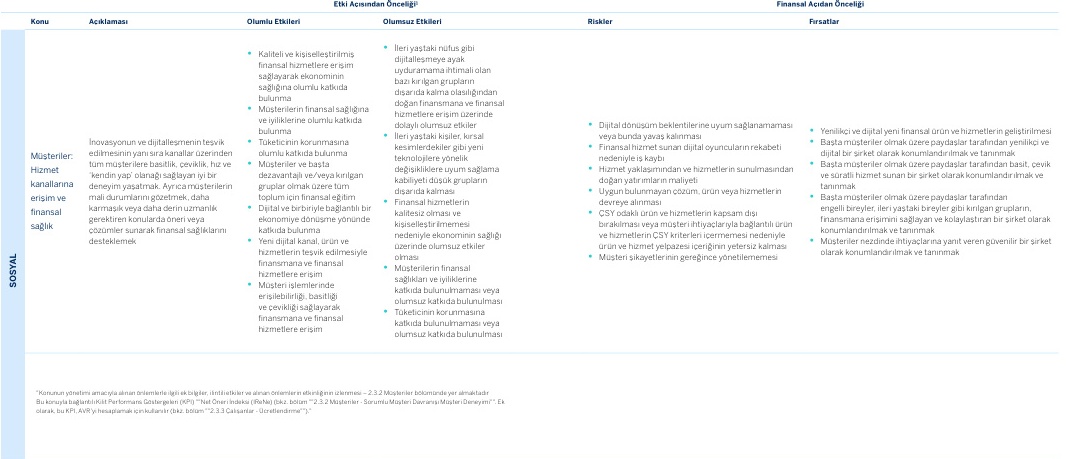 Etki Açısından Önceliği¹
Finansal Açıdan Önceliği
Konu
Açıklaması
Olumlu Etkileri
Olumsuz Etkileri
Riskler
Fırsatlar
SOSYAL
Müşteriler:
Hizmet
kanallarına
erişim ve
finansal
sağlık
İnovasyonun ve dijitalleşmenin teşvik
edilmesinin yanı sıra kanallar üzerinden
tüm müşterilere basitlik, çeviklik, hız ve
'kendin yap' olanağı sağlayan iyi bir
deneyim yaşatmak. Ayrıca müşterilerin
mali durumlarını gözetmek, daha
karmaşık veya daha derin uzmanlık
gerektiren konularda öneri veya
çözümler sunarak finansal sağlıklarını
desteklemek
• Kaliteli ve kişiselleştirilmiş
finansal hizmetlere erişim
sağlayarak ekonominin
sağlığına olumlu katkıda
bulunma
• Müşterilerin finansal sağlığına
ve iyiliklerine olumlu katkıda
bulunma
• Tüketicinin korunmasına
olumlu katkıda bulunma
• Müşteriler ve başta
dezavantajlı ve/veya kırılgan
gruplar olmak üzere tüm
toplum için finansal eğitim
• Dijital ve birbiriyle bağlantılı bir
ekonomiye dönüşme yönünde
katkıda bulunma
• Yeni dijital kanal, ürün ve
hizmetlerin teşvik edilmesiyle
finansmana ve finansal
hizmetlere erişim
• Müşteri işlemlerinde
erişilebilirliği, basitliği
ve çevikliği sağlayarak
finansmana ve finansal
hizmetlere erişim
• İleri yaştaki nüfus gibi
dijitalleşmeye ayak
uyduramama ihtimali olan
bazı kırılgan grupların
dışarıda kalma olasılığından
doğan finansmana ve finansal
hizmetlere erişim üzerinde
dolaylı olumsuz etkiler
• İleri yaştaki kişiler, kırsal
kesimlerdekiler gibi yeni
teknolojilere yönelik
değişikliklere uyum sağlama
kabiliyeti düşük grupların
dışarıda kalması
• Finansal hizmetlerin
kalitesiz olması ve
kişiselleştirilmemesi
nedeniyle ekonominin sağlığı
üzerinde olumsuz etkiler
olması
• Müşterilerin finansal
sağlıkları ve iyiliklerine
katkıda bulunulmaması veya
olumsuz katkıda bulunulması
• Tüketicinin korunmasına
katkıda bulunulmaması veya
olumsuz katkıda bulunulması
• Dijital dönüşüm beklentilerine uyum sağlanamaması
veya bunda yavaş kalınması
• Finansal hizmet sunan dijital oyuncuların rekabeti
nedeniyle iş kaybı
• Hizmet yaklaşımından ve hizmetlerin sunulmasından
doğan yatırımların maliyeti
• Uygun bulunmayan çözüm, ürün veya hizmetlerin
devreye alınması
• ÇSY odaklı ürün ve hizmetlerin kapsam dışı
bırakılması veya müşteri ihtiyaçlarıyla bağlantılı ürün
ve hizmetlerin ÇSY kriterleri içermemesi nedeniyle
ürün ve hizmet yelpazesi içeriğinin yetersiz kalması
• Müşteri şikayetlerinin gereğince yönetilememesi
• Yenilikçi ve dijital yeni finansal ürün ve hizmetlerin geliştirilmesi
• Başta müşteriler olmak üzere paydaşlar tarafından yenilikçi ve
dijital bir şirket olarak konumlandırılmak ve tanınmak
• Başta müşteriler olmak üzere paydaşlar tarafından basit, çevik
ve süratli hizmet sunan bir şirket olarak konumlandırılmak ve
tanınmak
• Başta müşteriler olmak üzere paydaşlar tarafından
engelli bireyler, ileri yaştaki bireyler gibi kırılgan grupların,
finansmana erişimini sağlayan ve kolaylaştıran bir şirket olarak
konumlandırılmak ve tanınmak
• Müşteriler nezdinde ihtiyaçlarına yanıt veren güvenilir bir şirket
olarak konumlandırılmak ve tanınmak
"Konunun yönetimi amacıyla alınan önlemlerle ilgili ek bilgiler, ilintili etkiler ve alınan önlemlerin etkinliğinin izlenmesi – 2.3.2 Müşteriler bölümünde yer almaktadır
Bu konuyla bağlantılı Kilit Performans Göstergeleri (KPI) ""Net Öneri İndeksi (IReNe) (bkz. bölüm ""2.3.2 Müşteriler - Sorumlu Müşteri Davranışı Müşteri Deneyimi"". Ek
olarak, bu KPI, AVR'yi hesaplamak için kullanılır (bkz. bölüm ""2.3.3 Çalışanlar - Ücretlendirme"")."